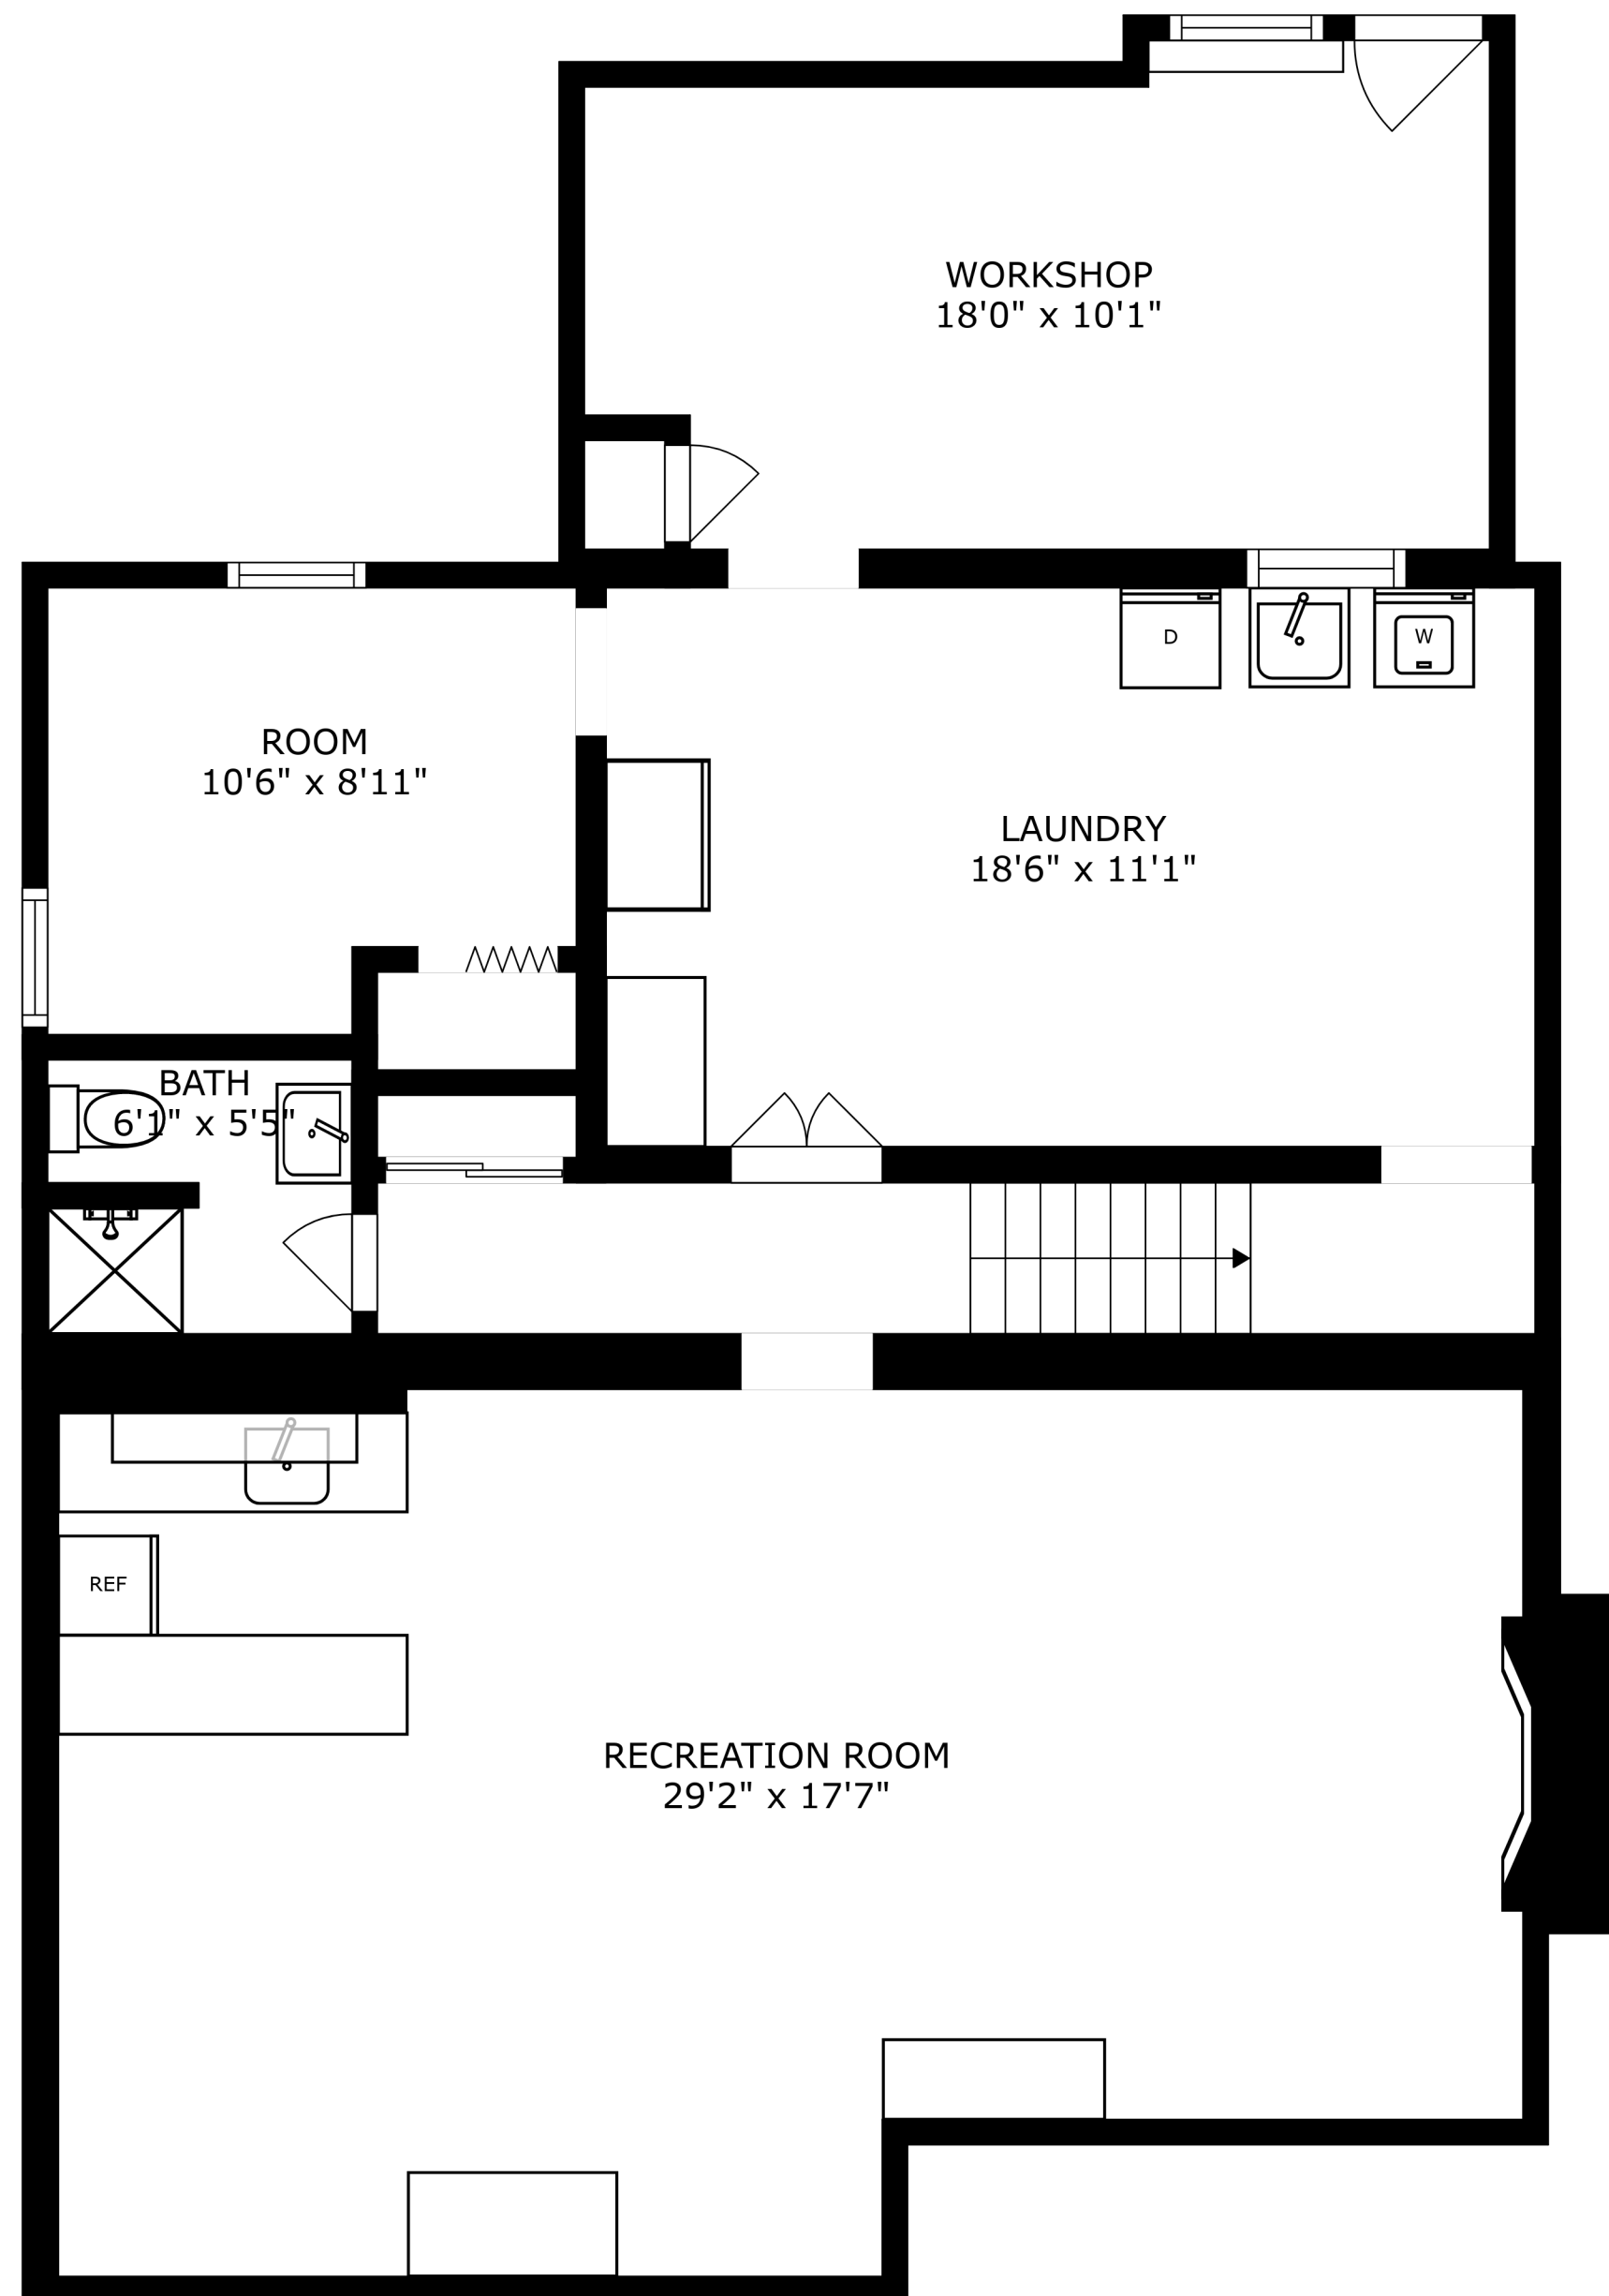 WORKSHOP
18'0" x 10'1"
D
W
ROOM
10'6" x 8'11"
LAUNDRY
18'6" x 11'1"
BATH
6'1" x 5'5"
REF
RECREATION ROOM
29'2" x 17'7"